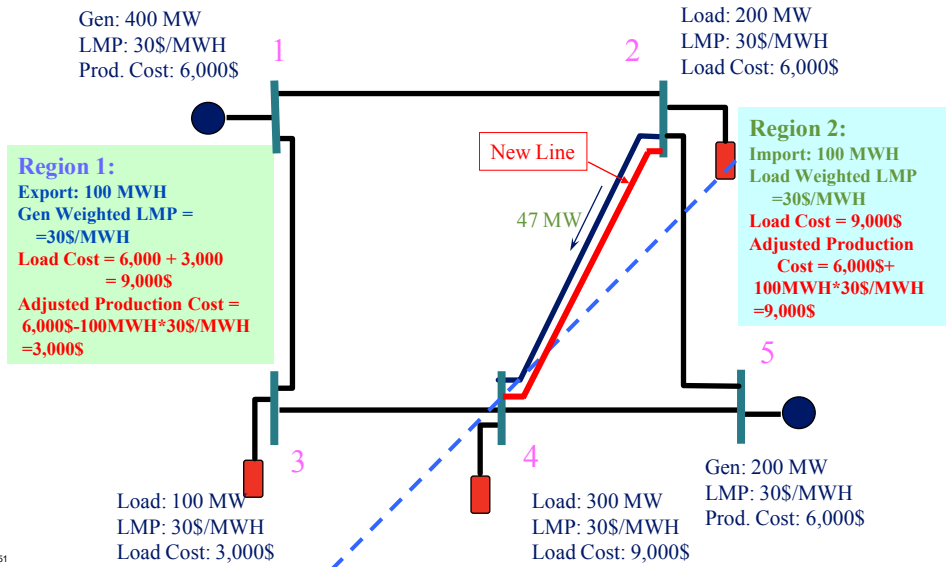 Gen: 400 MW
LMP: 30$/MWH
Prod. Cost: 6,000$
1
2
Load: 200 MW
LMP: 30$/MWH
Load Cost: 6,000$
Region 1:
Export: 100 MWH
Gen Weighted LMP =
=30$/MWH
Load Cost = 6,000 + 3,000
= 9,000$
Adjusted Production Cost =
6,000$-100MWH*30$/MWH
=3,000$
New Line
47 MW
Region 2:
Import: 100 MWH
Load Weighted LMP
=30$/MWH
Load Cost = 9,000$
Adjusted Production
Cost = 6,000$+
100MWH*30$/MWH
=9,000$
3
4
5
Load: 100 MW
LMP: 30$/MWH
Load Cost: 3,000$
Load: 300 MW
LMP: 30$/MWH
Load Cost: 9,000$
Gen: 200 MW
LMP: 30$/MWH
Prod. Cost: 6,000$
51